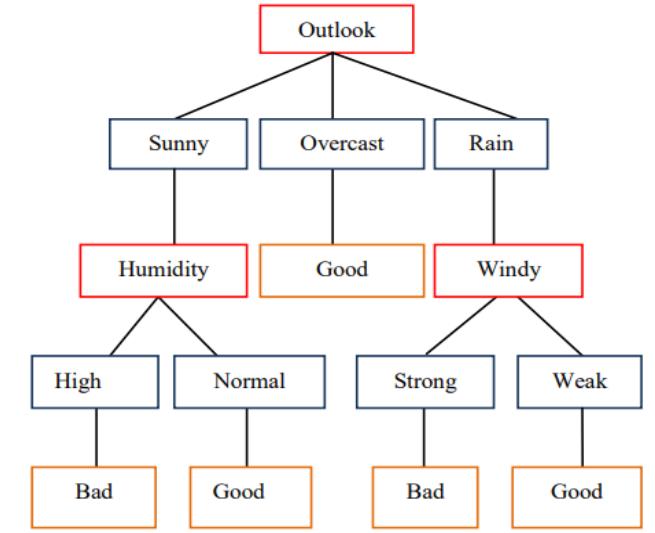 Outlook
Sunny
Overcast
Rain
Humidity
Good
Windy
High
Normal
Strong
Weak
Bad
Good
Bad
Good